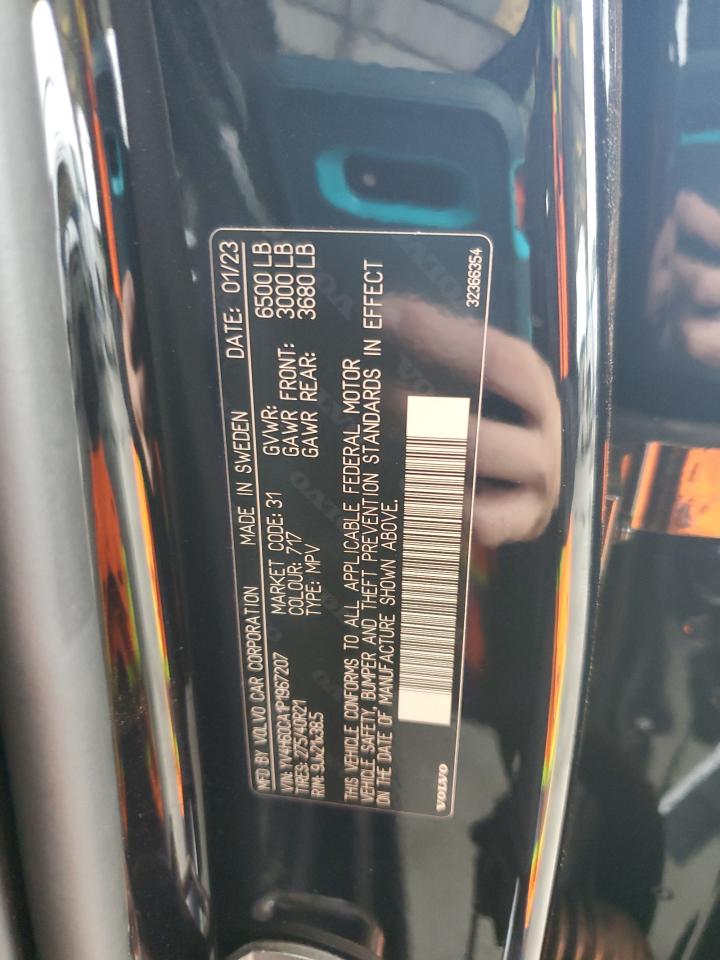 MFD BY VOLVO CAR CORPORATION MADE IN SWEDEN DATE: 01/23
VIN: YV4H60CA1P1967207 MARKET CODE: 31 GVWR: 6500 LB
TIRES: 275/40R21 COLOUR: 717 GAWR FRONT: 3000 LB
RIM: 9Jx21x38.5 TYPE: MPV GAWR REAR: 3680 LB
THIS VEHICLE CONFORMS TO ALL APPLICABLE FEDERAL MOTOR
VEHICLE SAFETY, BUMPER AND THEFT PREVENTION STANDARDS IN EFFECT
ON THE DATE OF MANUFACTURE SHOWN ABOVE.
VOLVO 32366354